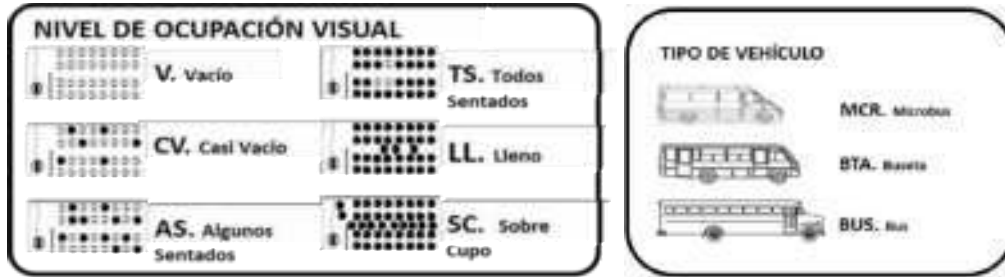 NIVEL DE OCUPACIÓN VISUAL
V. Vacío
CV. Casi Vacío
AS. Algunos
Sentados
TS. Todos
Sentados
LL. Lleno
SC. Sobre
Cupo
TIPO DE VEHÍCULO
MCR. Microbus
BTA. Buseta
BUS. Bus